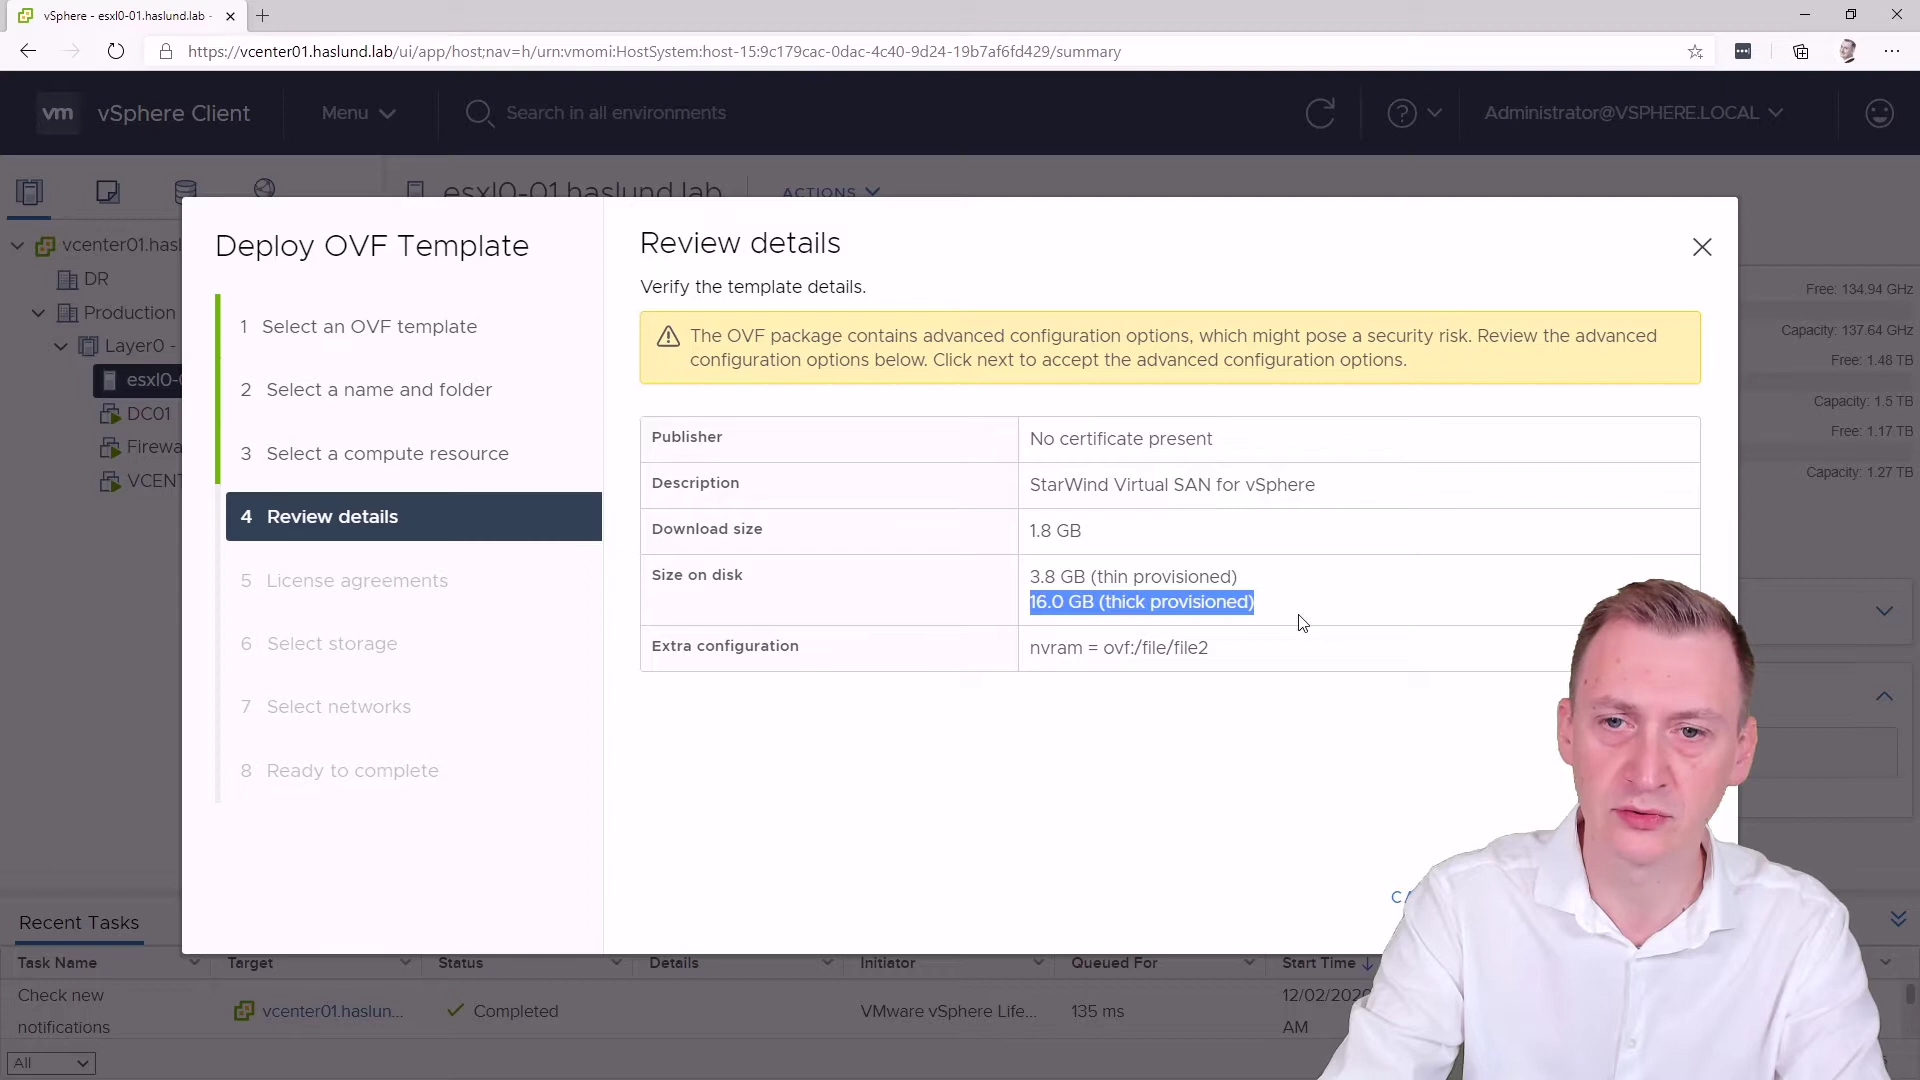 vSphere - esxl0-01.haslund.lab -
https://vcenter01.haslund.lab/ui/app/host;nav=h/urn:vmomi:HostSystem:host-15:9c179cac-0dac-4c40-9d24-19b7af6fd429/summary
vm vSphere Client Menu Search in all environments Administrator@VSPHERE.LOCAL
esxl0-01.haslund.lab ACTIONS
vcenter01.hasl
DR
Production
Layer0 -
esxl0-0
DC01
Firewa
VCENT
Free: 134.94 GHz
Capacity: 137.64 GHz
Free: 1.48 TB
Capacity: 1.5 TB
Free: 1.17 TB
Capacity: 1.27 TB
Deploy OVF Template
1 Select an OVF template
2 Select a name and folder
3 Select a compute resource
4 Review details
5 License agreements
6 Select storage
7 Select networks
8 Ready to complete
Review details
Verify the template details.
The OVF package contains advanced configuration options, which might pose a security risk. Review the advanced
configuration options below. Click next to accept the advanced configuration options.
Publisher No certificate present
Description StarWind Virtual SAN for vSphere
Download size 1.8 GB
Size on disk 3.8 GB (thin provisioned)
16.0 GB (thick provisioned)
Extra configuration nvram = ovf:/file/file2
CA
Recent Tasks
Task Name Target Status Details Initiator Queued For Start Time
Check new
notifications
vcenter01.haslun... Completed VMware vSphere Life... 135 ms
12/02/2020
AM
All